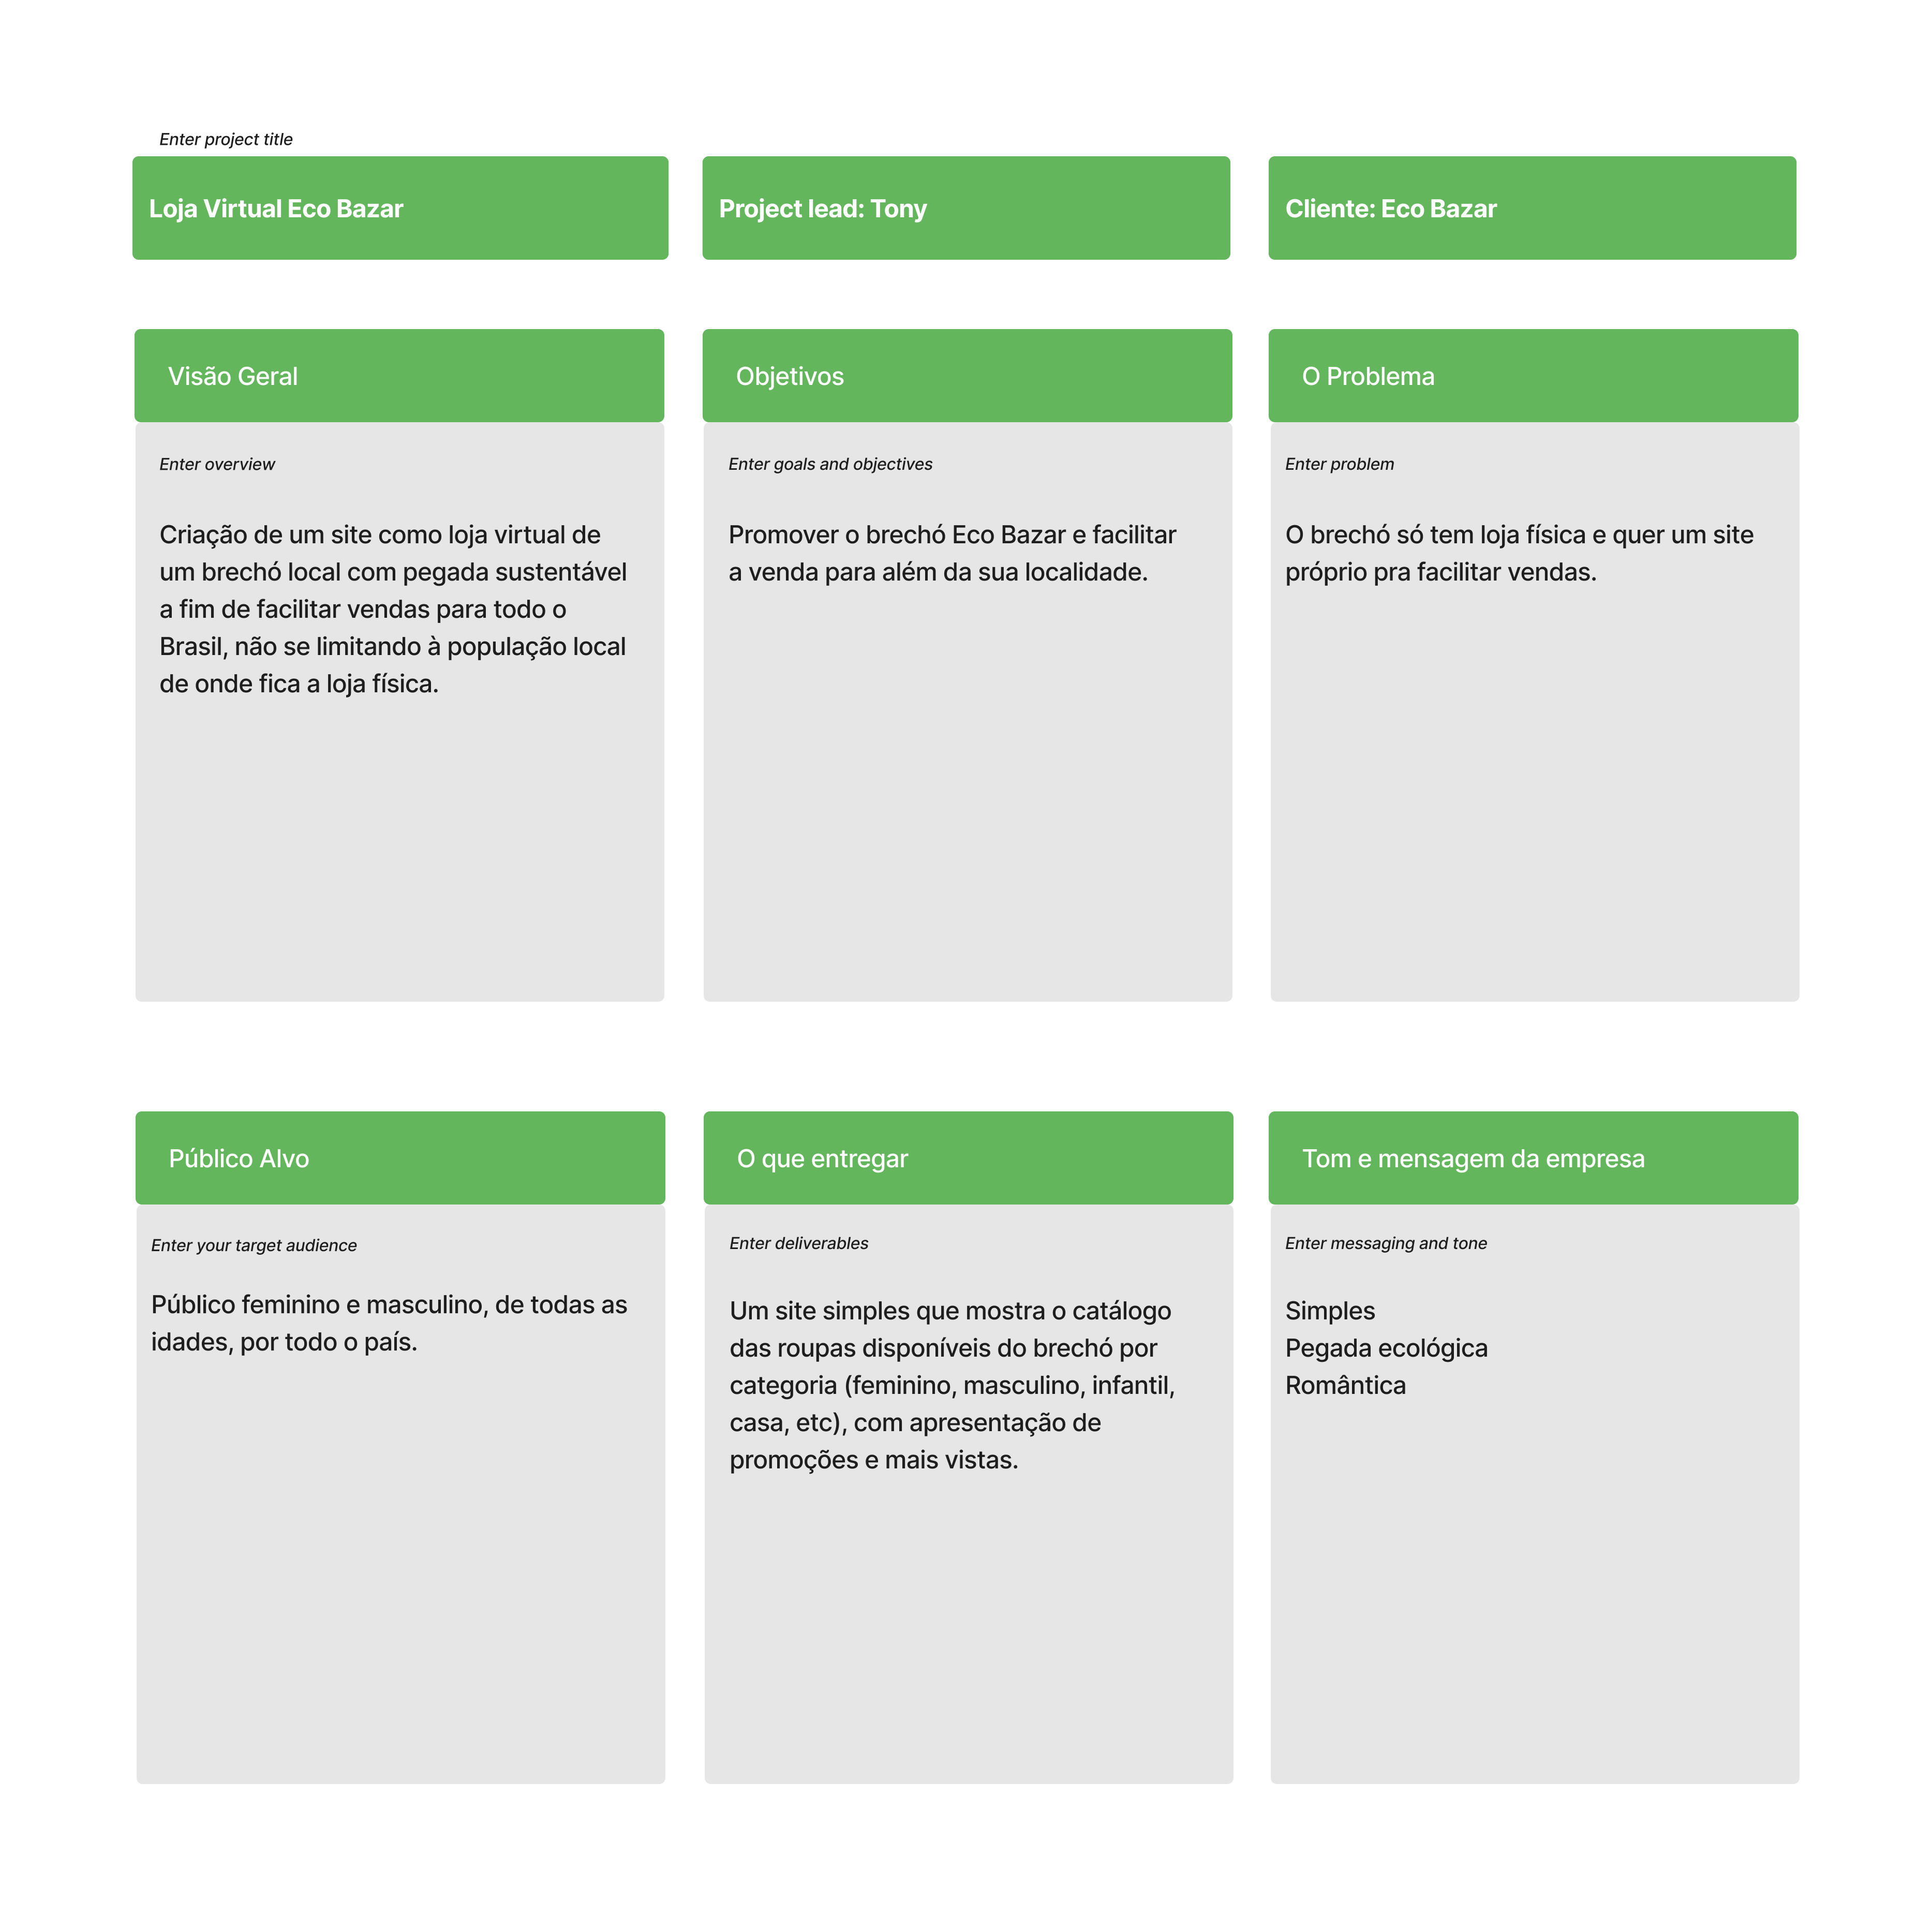 Enter project title
Loja Virtual Eco Bazar
Project lead: Tony
Cliente: Eco Bazar
Visão Geral
Enter overview
Criação de um site como loja virtual de
um brechó local com pegada sustentável
a fim de facilitar vendas para todo o
Brasil, não se limitando à população local
de onde fica a loja física.
Objetivos
Enter goals and objectives
Promover o brechó Eco Bazar e facilitar
a venda para além da sua localidade.
O Problema
Enter problem
O brechó só tem loja física e quer um site
próprio pra facilitar vendas.
Público Alvo
Enter your target audience
Público feminino e masculino, de todas as
idades, por todo o país.
O que entregar
Enter deliverables
Um site simples que mostra o catálogo
das roupas disponíveis do brechó por
categoria (feminino, masculino, infantil,
casa, etc), com apresentação de
promoções e mais vistas.
Tom e mensagem da empresa
Enter messaging and tone
Simples
Pegada ecológica
Romântica